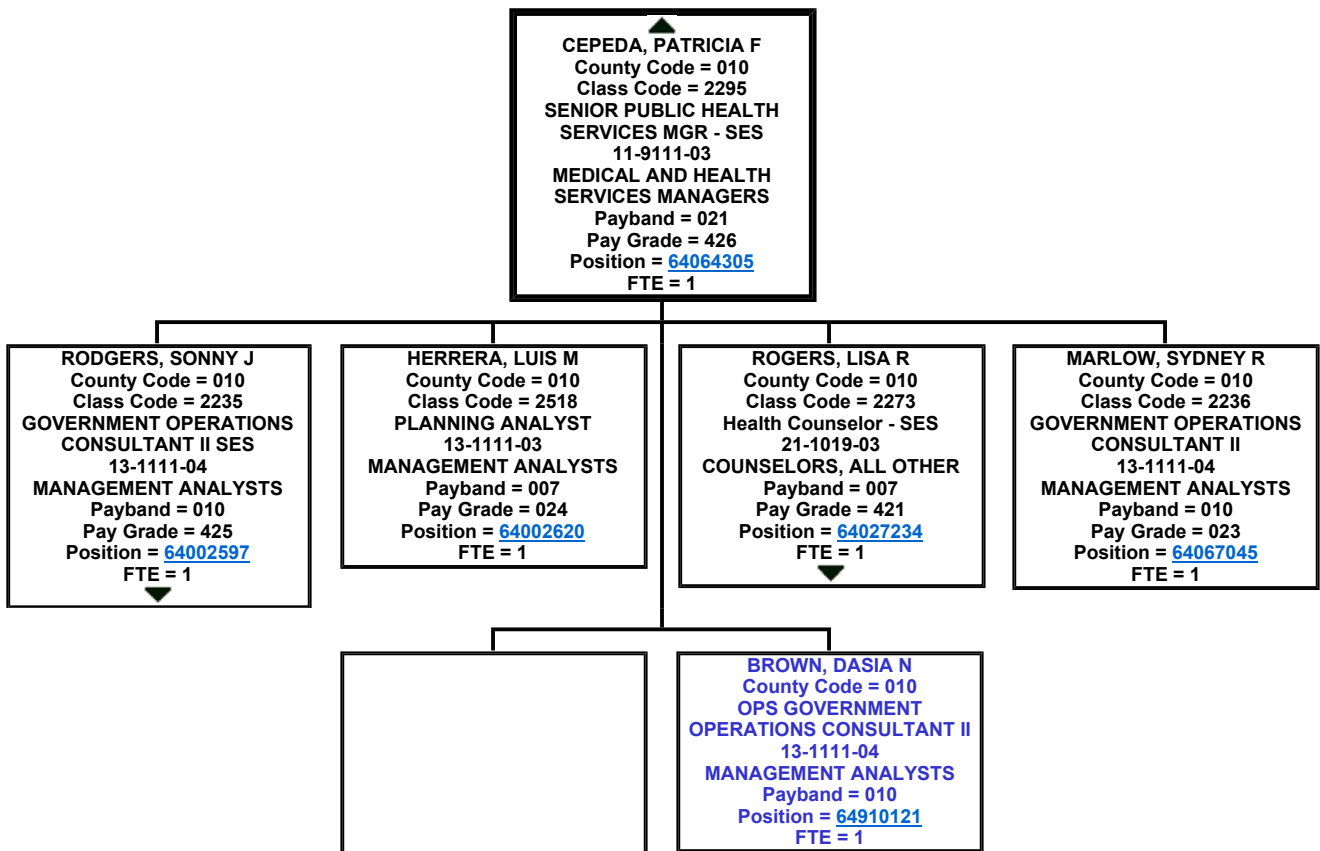 CEPEDA, PATRICIA F
County Code = 010
Class Code = 2295
SENIOR PUBLIC HEALTH
SERVICES MGR - SES
11-9111-03
MEDICAL AND HEALTH
SERVICES MANAGERS
Payband = 021
Pay Grade = 426
Position = 64064305
FTE = 1
RODGERS, SONNY J
County Code = 010
Class Code = 2235
GOVERNMENT OPERATIONS
CONSULTANT II SES
13-1111-04
MANAGEMENT ANALYSTS
Payband = 010
Pay Grade = 425
Position = 64002597
FTE = 1
HERRERA, LUIS M
County Code = 010
Class Code = 2518
PLANNING ANALYST
13-1111-03
MANAGEMENT ANALYSTS
Payband = 007
Pay Grade = 024
Position = 64002620
FTE = 1
ROGERS, LISA R
County Code = 010
Class Code = 2273
Health Counselor - SES
21-1019-03
COUNSELORS, ALL OTHER
Payband = 007
Pay Grade = 421
Position = 64027234
FTE = 1
MARLOW, SYDNEY R
County Code = 010
Class Code = 2236
GOVERNMENT OPERATIONS
CONSULTANT II
13-1111-04
MANAGEMENT ANALYSTS
Payband = 010
Pay Grade = 023
Position = 64067045
FTE = 1
BROWN, DASIA N
County Code = 010
OPS GOVERNMENT
OPERATIONS CONSULTANT II
13-1111-04
MANAGEMENT ANALYSTS
Payband = 010
Position = 64910121
FTE = 1